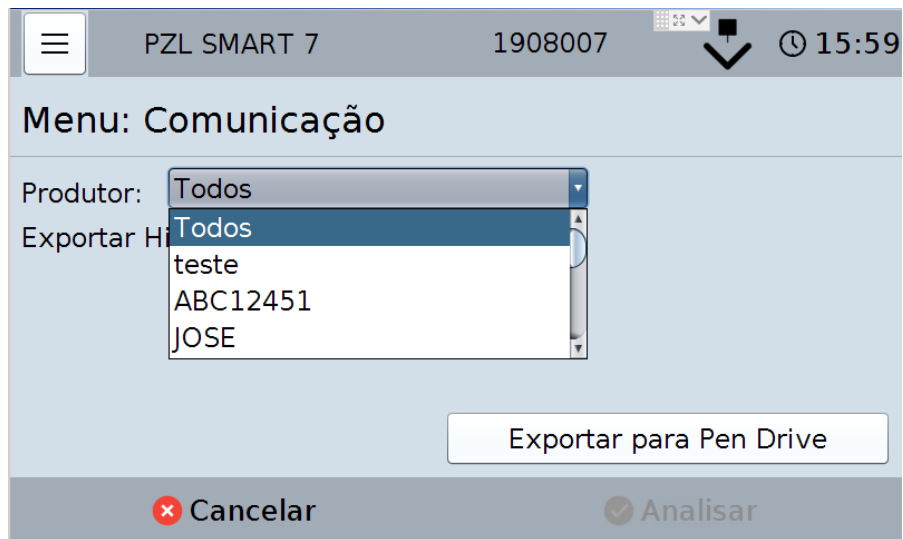 PZL SMART 7 1908007 15:59
Menu: Comunicação
Produtor: Todos
Todos
Exportar Hi
teste
ABC12451
JOSE
Exportar para Pen Drive
Cancelar Analisar